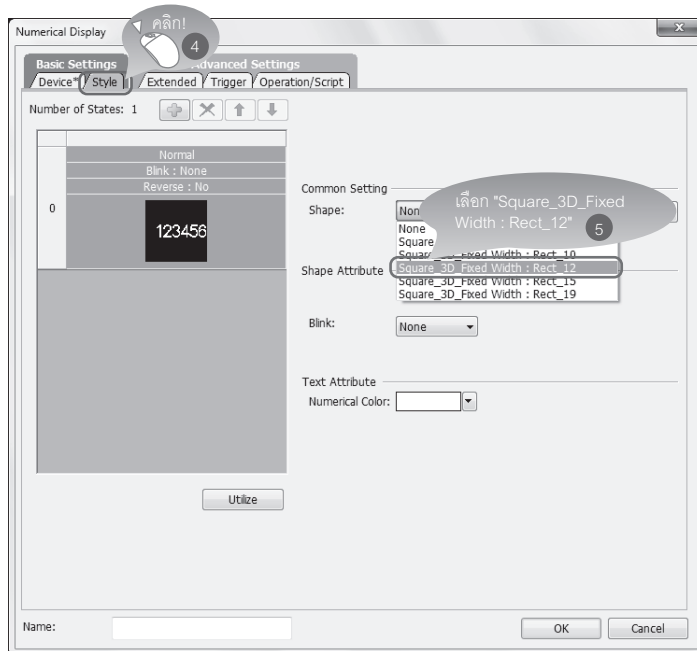 Numerical Display
คลิก!
4
Basic Settings
Advanced Settings
Device* Style Extended Trigger Operation/Script
Number of States: 1
Normal
Blink : None
Reverse : No
0
123456
Common Setting
Shape:
None
Square
Square_3D_Fixed Width : Rect_10
Square_3D_Fixed Width : Rect_12
Square_3D_Fixed Width : Rect_15
Square_3D_Fixed Width : Rect_19
เลือก "Square_3D_Fixed
Width : Rect_12"
5
Shape Attribute
Blink: None
Text Attribute
Numerical Color:
Utilize
Name:
OK Cancel